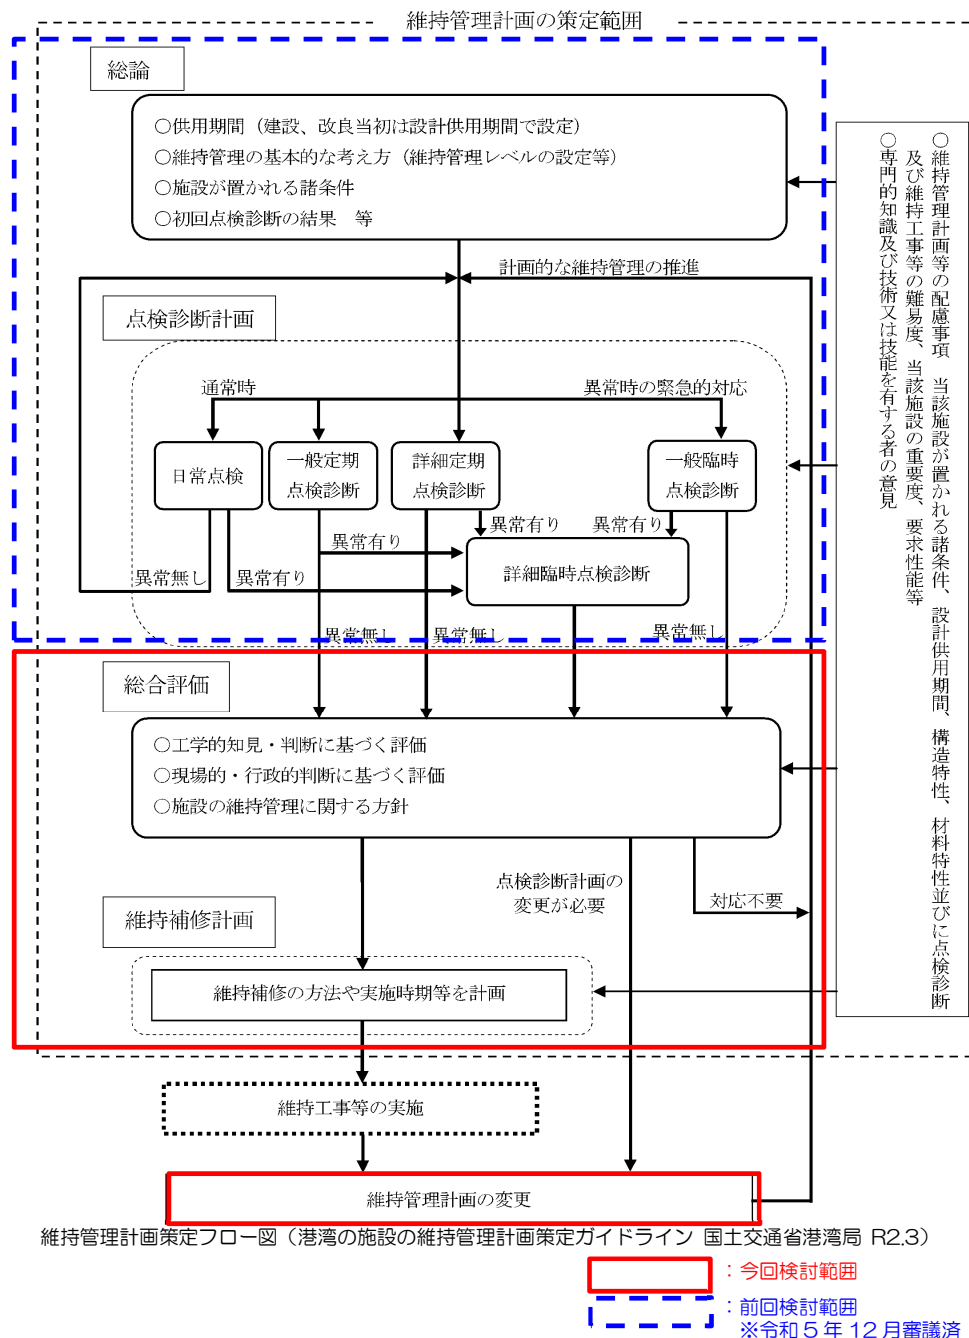 維持管理計画の策定範囲
総論
○供用期間（建設、改良当初は設計供用期間で設定）
○維持管理の基本的な考え方（維持管理レベルの設定等）
○施設が置かれる諸条件
○初回点検診断の結果　等
計画的な維持管理の推進
点検診断計画
通常時
異常時の緊急的対応
日常点検
一般定期
点検診断
詳細定期
点検診断
一般臨時
点検診断
異常有り
異常有り
異常有り
詳細臨時点検診断
異常無し
異常有り
異常無し
異常無し
異常無し
総合評価
○工学的知見・判断に基づく評価
○現場的・行政的判断に基づく評価
○施設の維持管理に関する方針
点検診断計画の
変更が必要
対応不要
維持補修計画
維持補修の方法や実施時期等を計画
維持工事等の実施
維持管理計画の変更
○維持管理計画等の配慮事項　当該施設が置かれる諸条件、設計供用期間、構造特性、材料特性並びに点検診断
及び維持工事等の難易度、当該施設の重要度、要求性能等
○専門的知識及び技術又は技能を有する者の意見
維持管理計画策定フロー図（港湾の施設の維持管理計画策定ガイドライン 国土交通省港湾局 R2.3）
：今回検討範囲
：前回検討範囲
※令和５年 12 月審議済